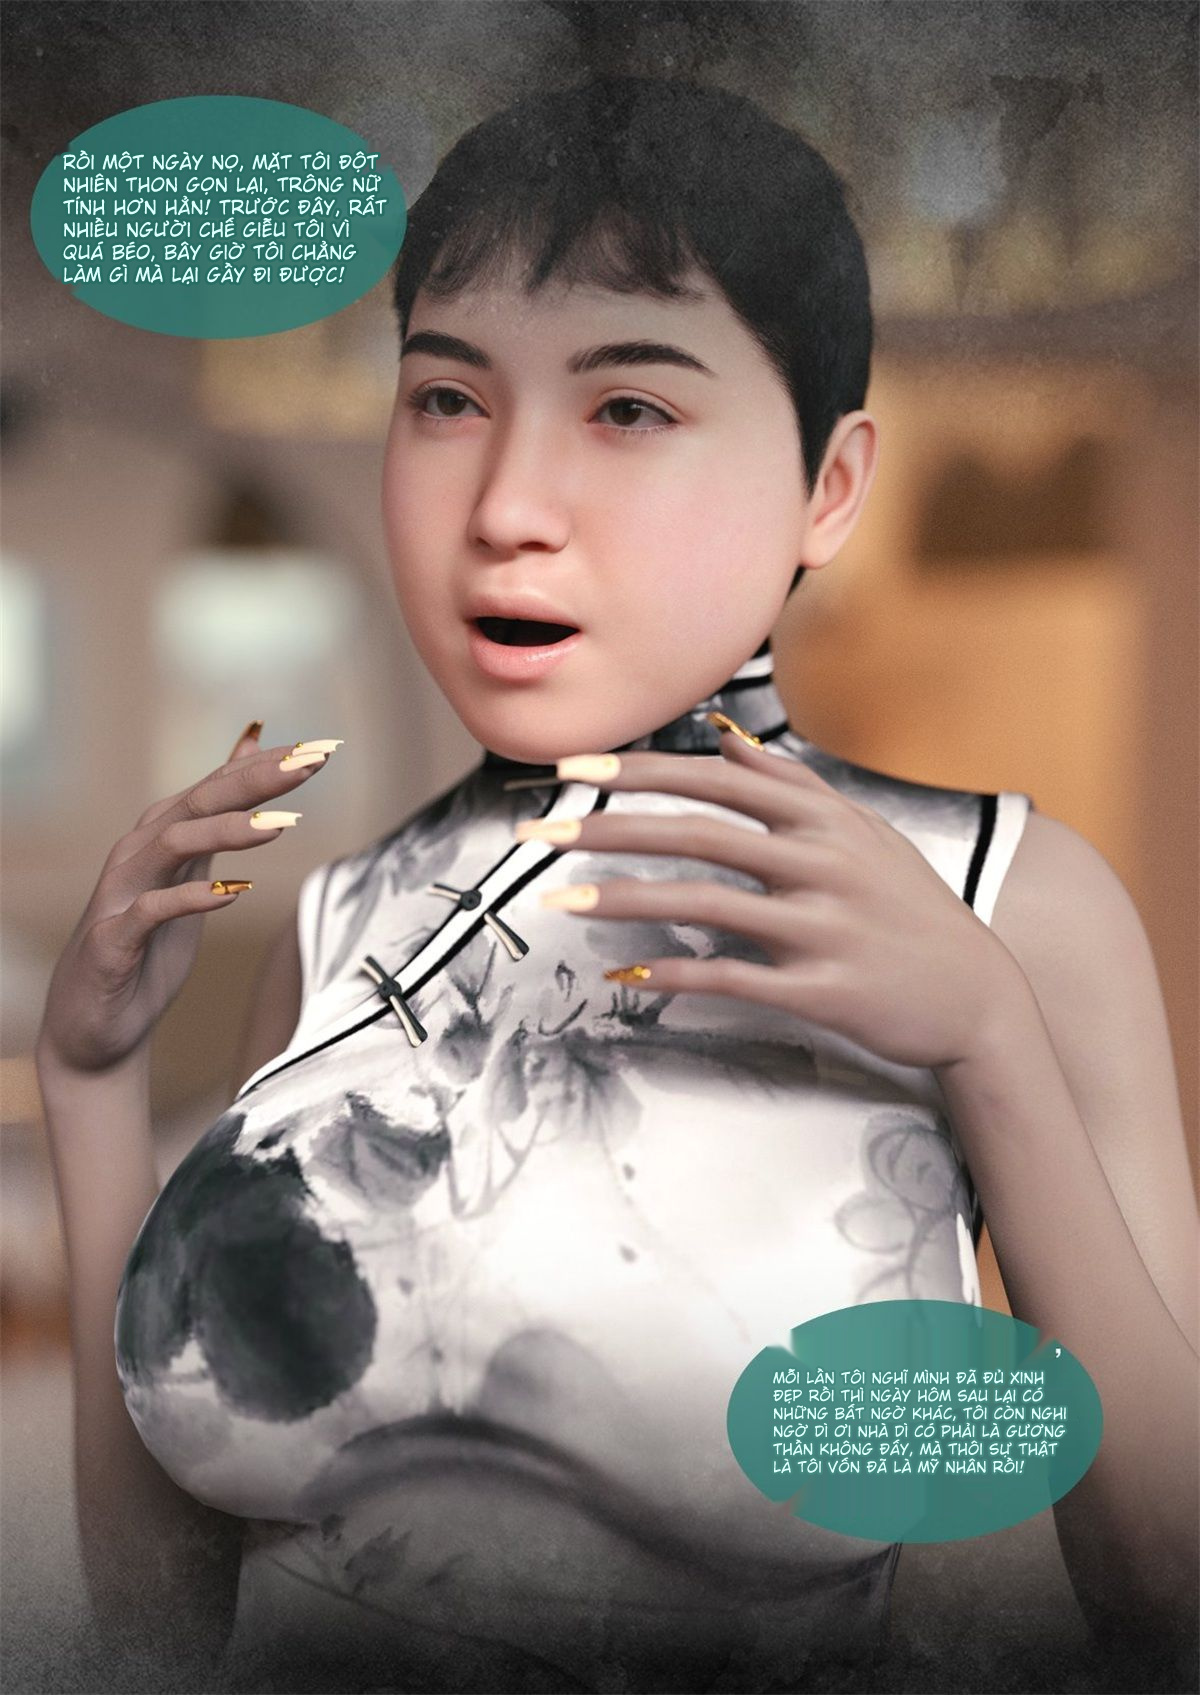 RỒI MỘT NGÀY NỌ, MẶT TÔI ĐỘT
NHIÊN THON GỌN LẠI, TRÔNG NỮ
TÍNH HƠN HẲN! TRƯỚC ĐÂY, RẤT
NHIỀU NGƯỜI CHẾ GIỄU TÔI VÌ
QUÁ BÉO, BÂY GIỜ TÔI CHẲNG
LÀM GÌ MÀ LẠI GẦY ĐI ĐƯỢC!
,
MỖI LẦN TÔI NGHĨ MÌNH ĐÃ ĐỦ XINH
ĐẸP RỒI THÌ NGÀY HÔM SAU LẠI CÓ
NHỮNG BẤT NGỜ KHÁC, TÔI CÒN NGHI
NGỜ DÌ ƠI NHÀ DÌ CÓ PHẢI LÀ GƯƠNG
THẦN KHÔNG ĐẤY, MÀ THÔI SỰ THẬT
LÀ TÔI VỐN ĐÃ LÀ MỸ NHÂN RỒI!